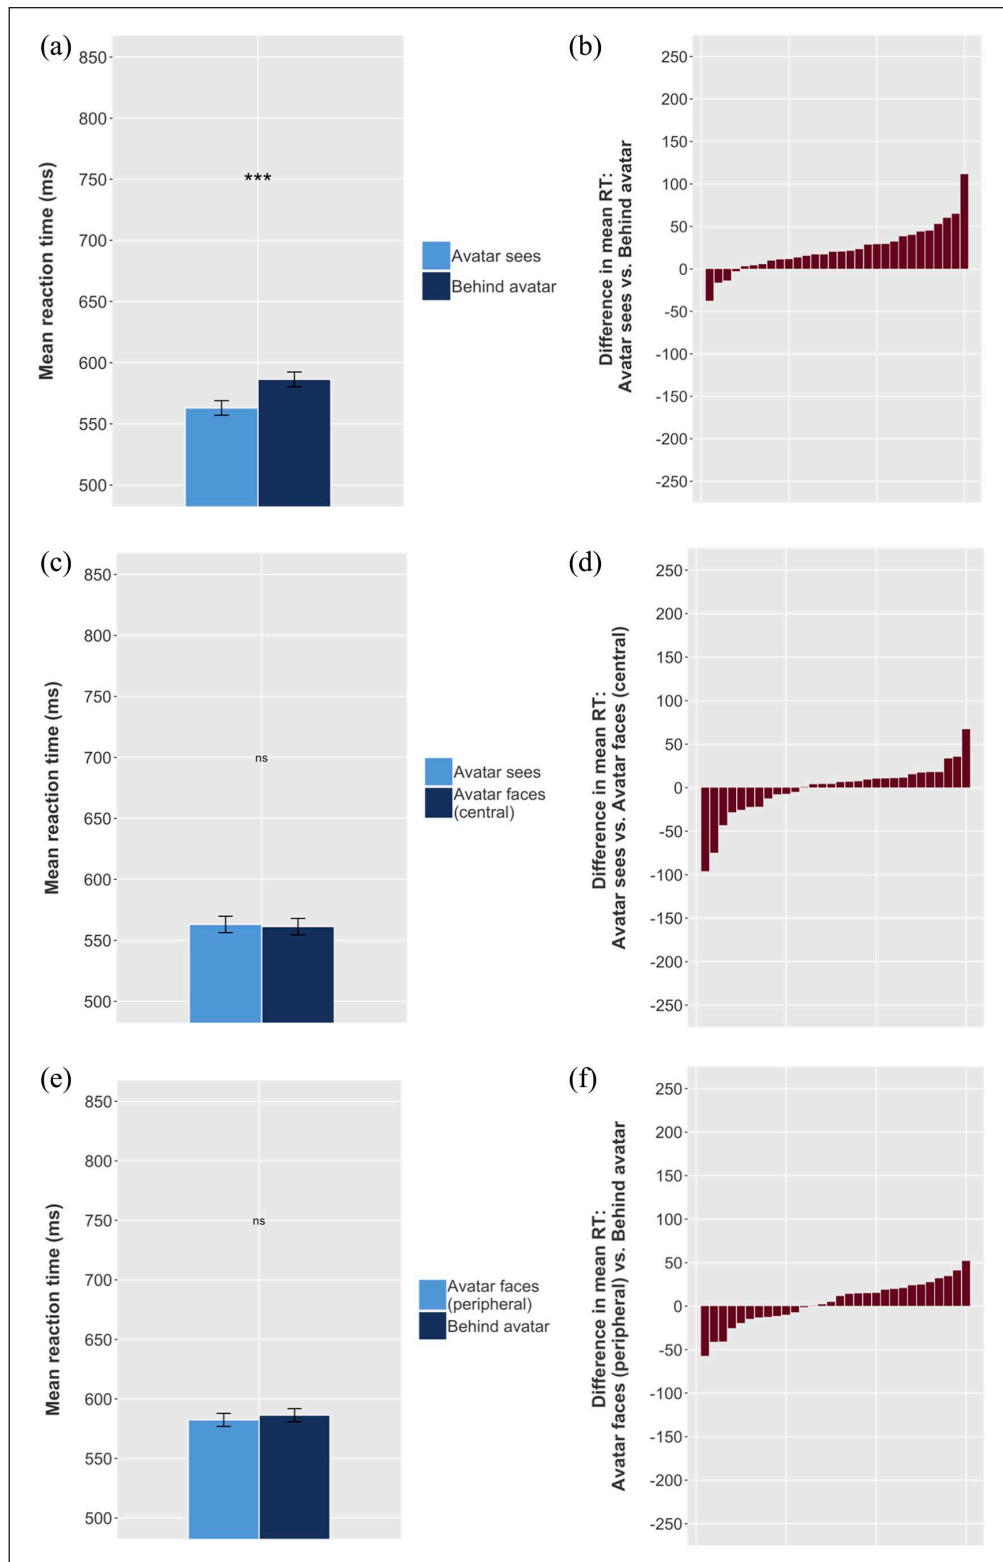 (a)
850
800
750
700
650
600
550
500
Mean reaction time (ms)
***
Avatar sees
Behind avatar
(b)
250
200
150
100
50
0
-50
-100
-150
-200
-250
Difference in mean RT:
Avatar sees vs. Behind avatar
(c)
850
800
750
700
650
600
550
500
Mean reaction time (ms)
ns
Avatar sees
Avatar faces
(central)
(d)
250
200
150
100
50
0
-50
-100
-150
-200
-250
Difference in mean RT:
Avatar sees vs. Avatar faces (central)
(e)
850
800
750
700
650
600
550
500
Mean reaction time (ms)
ns
Avatar faces
(peripheral)
Behind avatar
(f)
250
200
150
100
50
0
-50
-100
-150
-200
-250
Difference in mean RT:
Avatar faces (peripheral) vs. Behind avatar